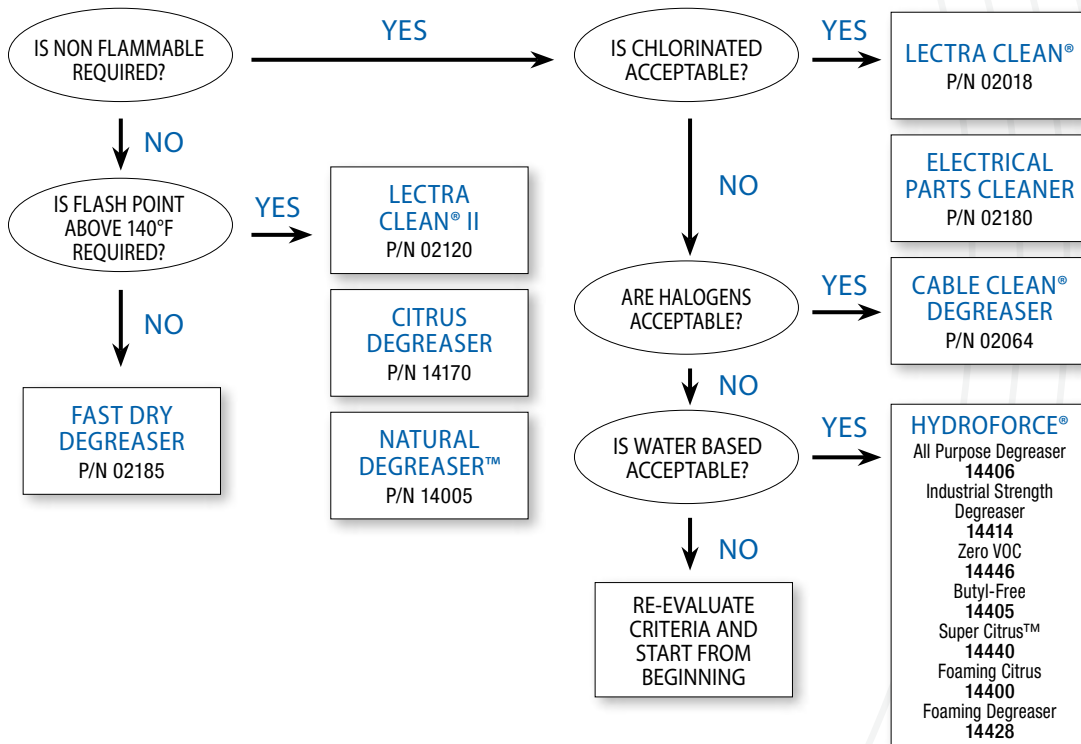 IS NON FLAMMABLE
REQUIRED?
YES
IS CHLORINATED
ACCEPTABLE?
YES
LECTRA CLEAN®
P/N 02018
ELECTRICAL
PARTS CLEANER
P/N 02180
NO
IS FLASH POINT
ABOVE 140°F
REQUIRED?
YES
LECTRA
CLEAN® II
P/N 02120
CITRUS
DEGREASER
P/N 14170
NATURAL
DEGREASER™
P/N 14005
NO
FAST DRY
DEGREASER
P/N 02185
NO
ARE HALOGENS
ACCEPTABLE?
YES
CABLE CLEAN®
DEGREASER
P/N 02064
NO
IS WATER BASED
ACCEPTABLE?
YES
HYDROFORCE®
All Purpose Degreaser
14406
Industrial Strength
Degreaser
14414
Zero VOC
14446
Butyl-Free
14405
Super Citrus™
14440
Foaming Citrus
14400
Foaming Degreaser
14428
NO
RE-EVALUATE
CRITERIA AND
START FROM
BEGINNING